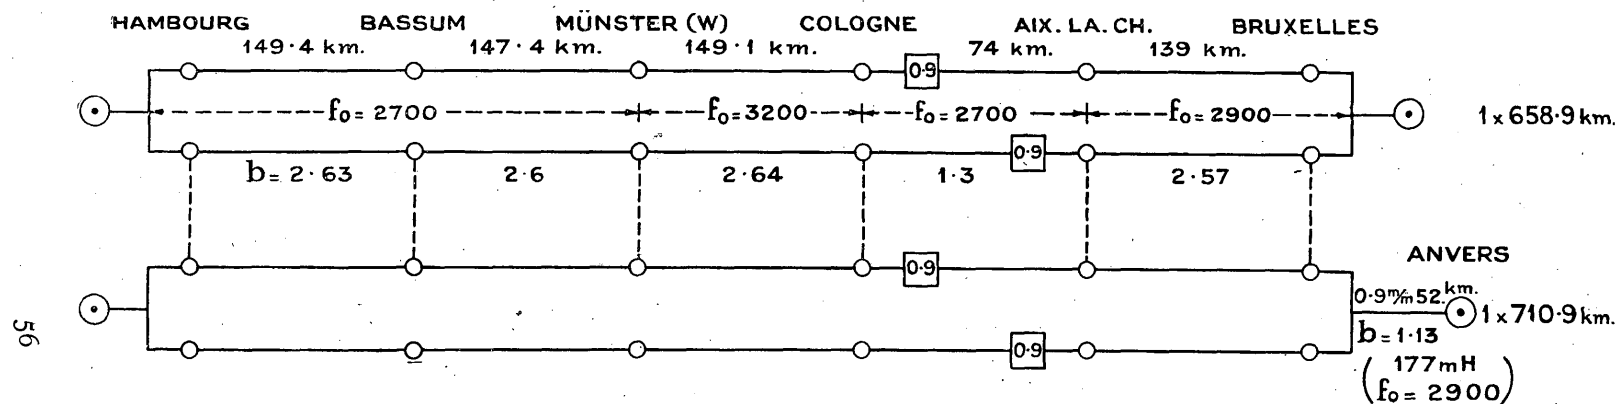 HAMBOURG BASSUM MÜNSTER (W) COLOGNE AIX. LA. CH. BRUXELLES
149·4 km. 147·4 km. 149·1 km. 74 km. 139 km.
0·9
f₀= 2700 f₀=3200 f₀= 2700 f₀= 2900 1 x 658·9 km.
0·9
b= 2·63 2·6 2·64 1·3 2·57
ANVERS
0·9
0·9 m/m 52. km. 1 x 710·9 km.
b = 1·13
0·9
(177mH
f₀= 2900)
56